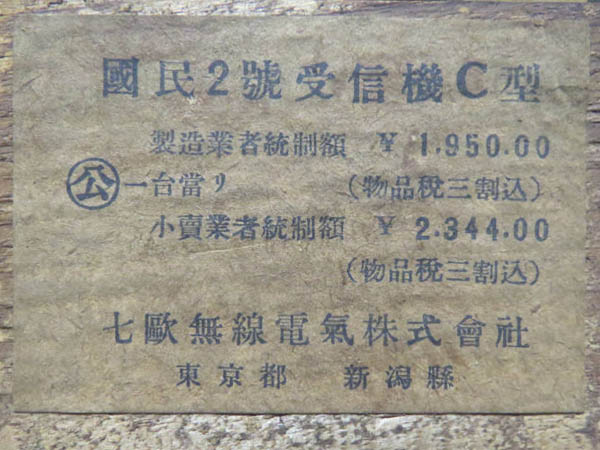 國民2號受信機C型
製造業者統制額 ¥1.950.00
�
一台當リ (物品税三割込)
小賣業者統制額 ¥2.344.00
(物品税三割込)
七歐無線電氣株式會社
東京都 新潟縣